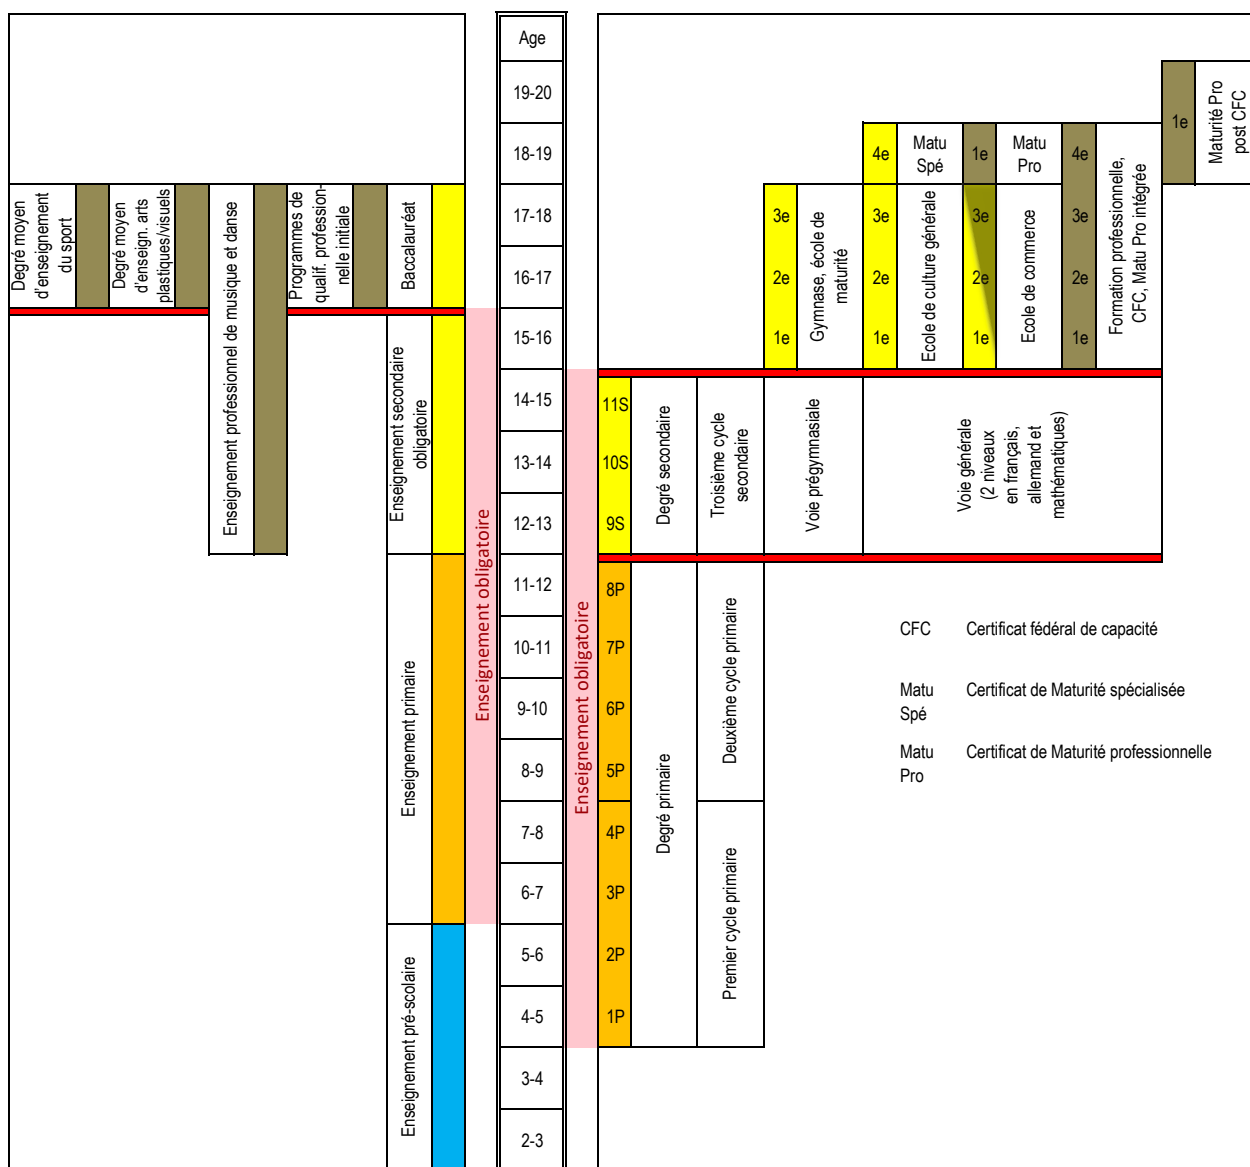 Age
19-20
18-19
17-18
16-17
15-16
14-15
13-14
12-13
11-12
10-11
9-10
8-9
7-8
6-7
5-6
4-5
3-4
2-3
Degré moyen
d'enseignement
du sport
Degré moyen
d'enseign. arts
plastiques/visuels
Enseignement professionnel de musique et danse
Programmes de
qualif. profession-
nelle initiale
Baccalauréat
Enseignement secondaire
obligatoire
Enseignement primaire
Enseignement pré-scolaire
Enseignement obligatoire
Enseignement obligatoire
1e
Maturité Pro
post CFC
4e
Matu
Spé
1e
Matu
Pro
4e
3e
2e
1e
Gymnase, école de
maturité
3e
2e
1e
Ecole de culture générale
3e
2e
1e
Ecole de commerce
3e
2e
1e
Formation professionnelle,
CFC, Matu Pro intégrée
11S
10S
9S
Degré secondaire
Troisième cycle
secondaire
Voie prégymnasiale
Voie générale
(2 niveaux
en français,
allemand et
mathématiques)
8P
7P
6P
5P
4P
3P
2P
1P
Degré primaire
Deuxième cycle primaire
Premier cycle primaire
CFC Certificat fédéral de capacité
Matu Certificat de Maturité spécialisée
Spé
Matu Certificat de Maturité professionnelle
Pro